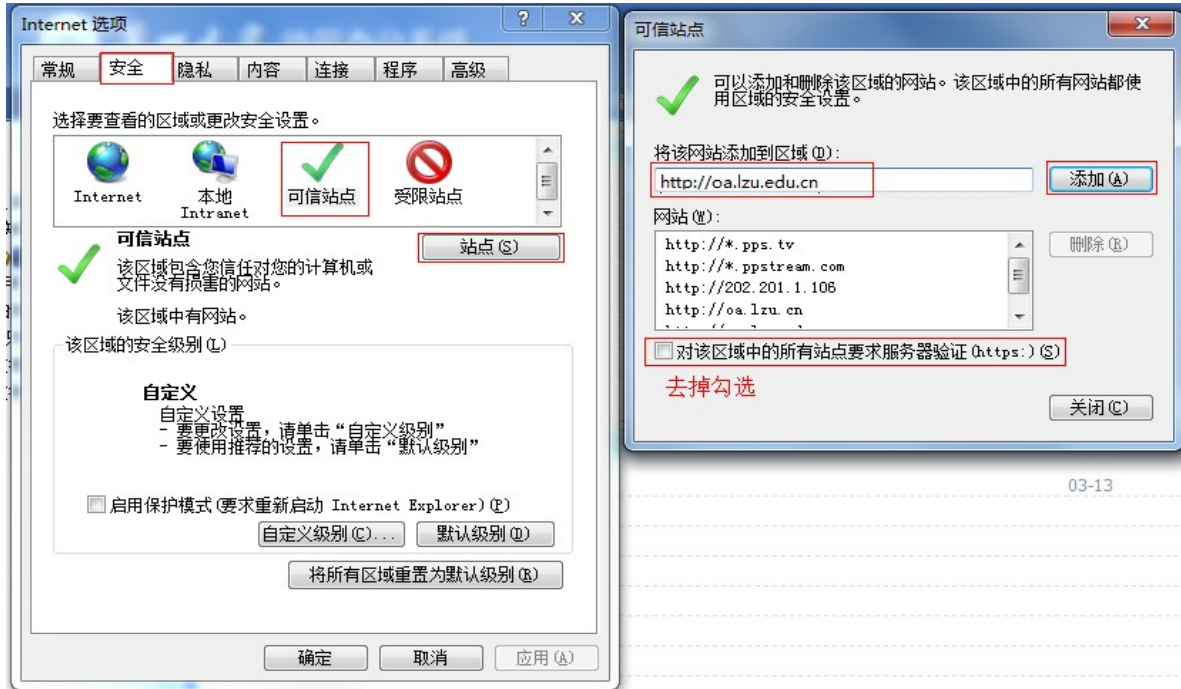 Internet 选项
常规
安全
隐私
内容
连接
程序
高级
选择要查看的区域或更改安全设置。
Internet
本地
Intranet
可信站点
受限站点
可信站点
站点(S)
该区域包含您信任对您的计算机或
文件没有损害的网站。
该区域中有网站。
该区域的安全级别(L)
自定义
自定义设置
- 要更改设置，请单击“自定义级别”
- 要使用推荐的设置，请单击“默认级别”
启用保护模式(要求重新启动 Internet Explorer)(P)
自定义级别(C)...
默认级别(D)
将所有区域重置为默认级别(R)
确定
取消
应用(A)
可信站点
可以添加和删除该区域的网站。该区域中的所有网站都使
用区域的安全设置。
将该网站添加到区域(D):
http://oa.lzu.edu.cn
添加(A)
网站(W):
http://*.pps.tv
http://*.ppstream.com
http://202.201.1.106
http://oa.lzu.cn
删除(R)
对该区域中的所有站点要求服务器验证(https:)(S)
去掉勾选
关闭(C)
03-13